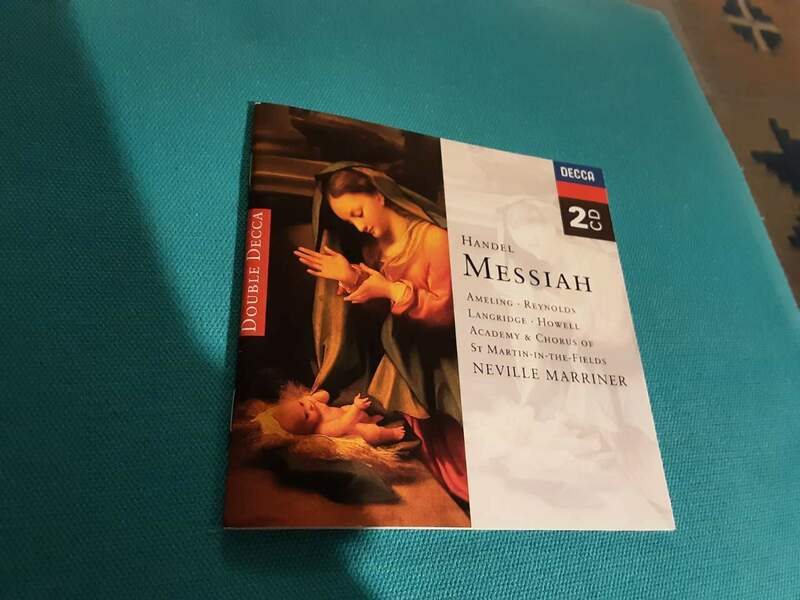 DOUBLE DECCA
DECCA
2CD
HANDEL
MESSIAH
AMELING · REYNOLDS
LANGRIDGE · HOWELL
ACADEMY & CHORUS OF
ST MARTIN-IN-THE-FIELDS
NEVILLE MARRINER